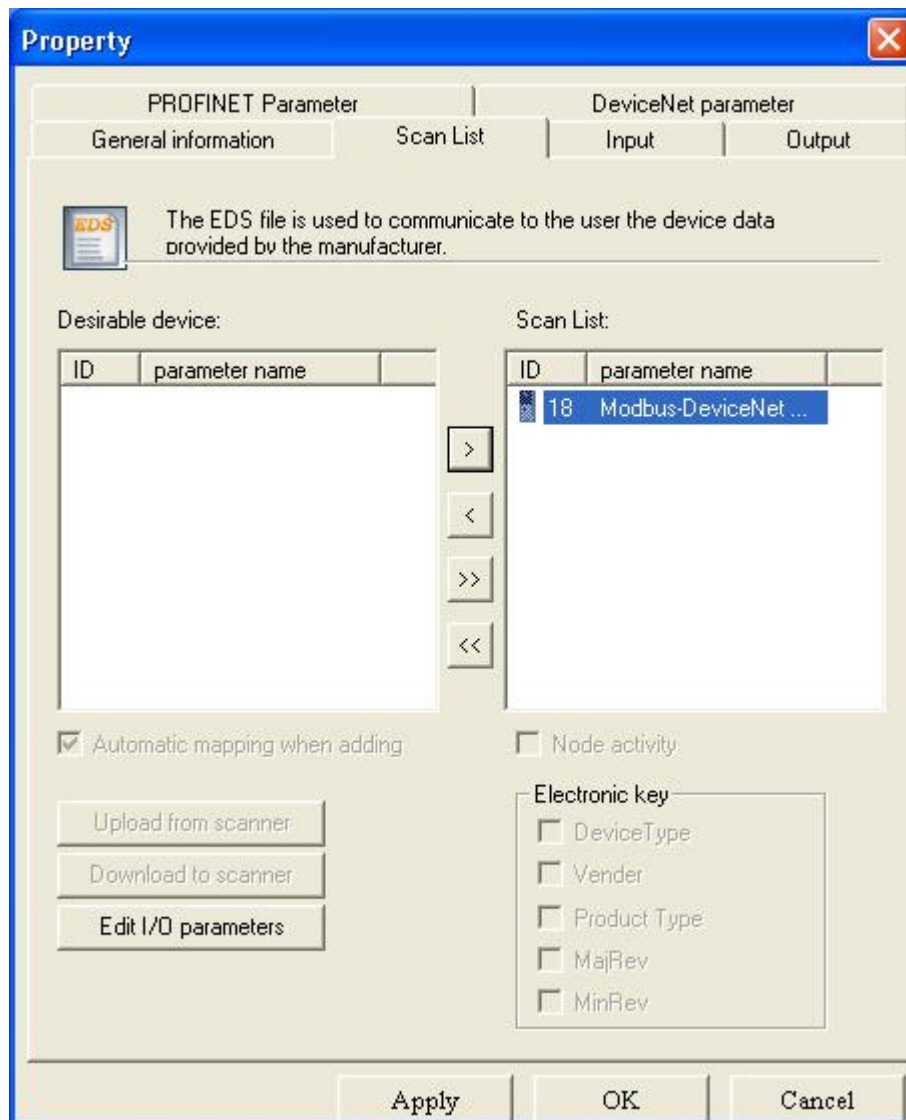 Property
PROFINET Parameter DeviceNet parameter
General information Scan List Input Output
EDS
The EDS file is used to communicate to the user the device data
provided by the manufacturer.
Desirable device: Scan List:
ID parameter name ID parameter name
18 Modbus-DeviceNet ...
>
<
>>
<<
Automatic mapping when adding Node activity
Electronic key
Upload from scanner DeviceType
Download to scanner Vender
Edit I/O parameters Product Type
MajRev
MinRev
Apply OK Cancel